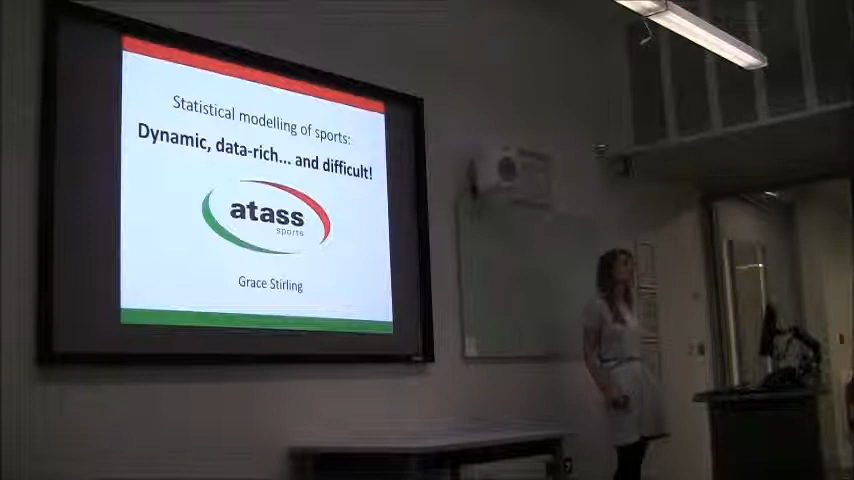 Statistical modelling of sports:
Dynamic, data-rich... and difficult!
atass
sports
Grace Stirling